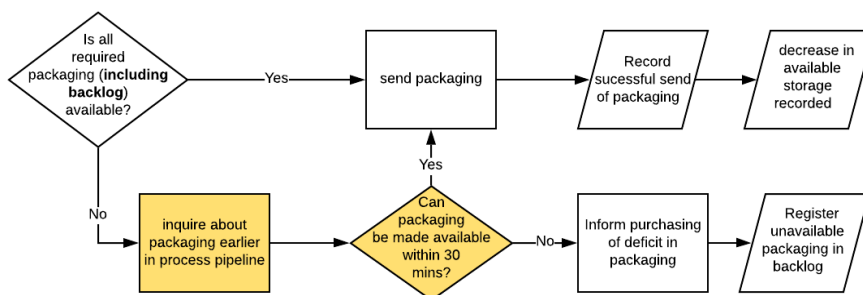 Is all
required
packaging (including
backlog)
available?
Yes
send packaging
Record
sucessful send
of packaging
decrease in
available
storage
recorded
No
inquire about
packaging earlier
in process pipeline
Yes
Can
packaging
be made available
within 30
mins?
No
Inform purchasing
of deficit in
packaging
Register
unavailable
packaging in
backlog